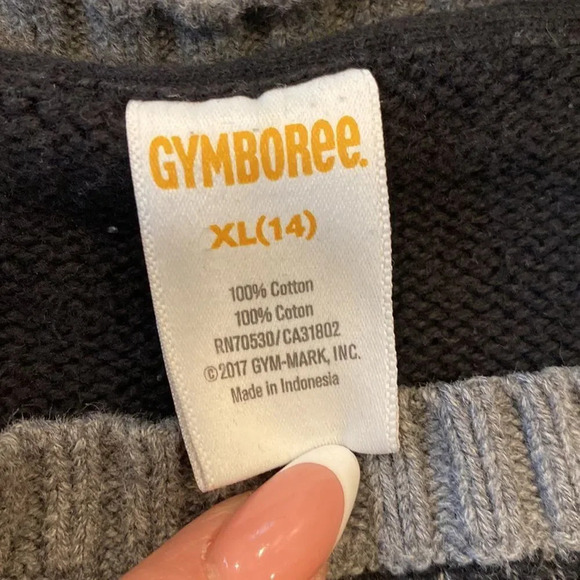 GYMBORee.
XL(14)
100% Cotton
100% Coton
RN70530/CA31802
©2017 GYM-MARK, INC.
Made in Indonesia